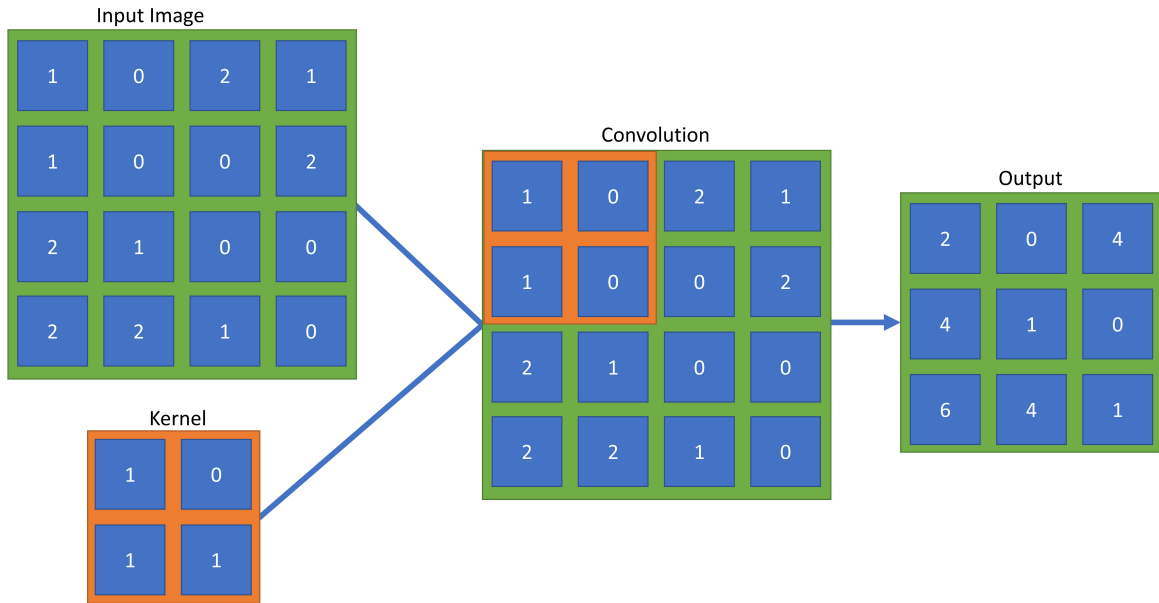 Input Image
1 0 2 1
1 0 0 2
2 1 0 0
2 2 1 0
Kernel
1 0
1 1
Convolution
1 0 2 1
1 0 0 2
2 1 0 0
2 2 1 0
Output
2 0 4
4 1 0
6 4 1